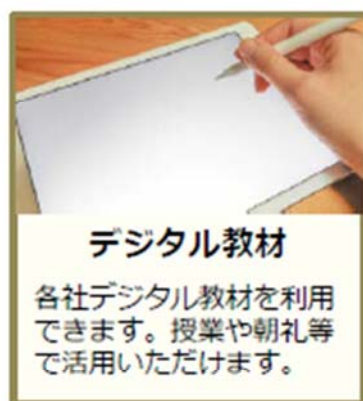 デジタル教材
各社デジタル教材を利用
できます。授業や朝礼等
で活用いただけます。